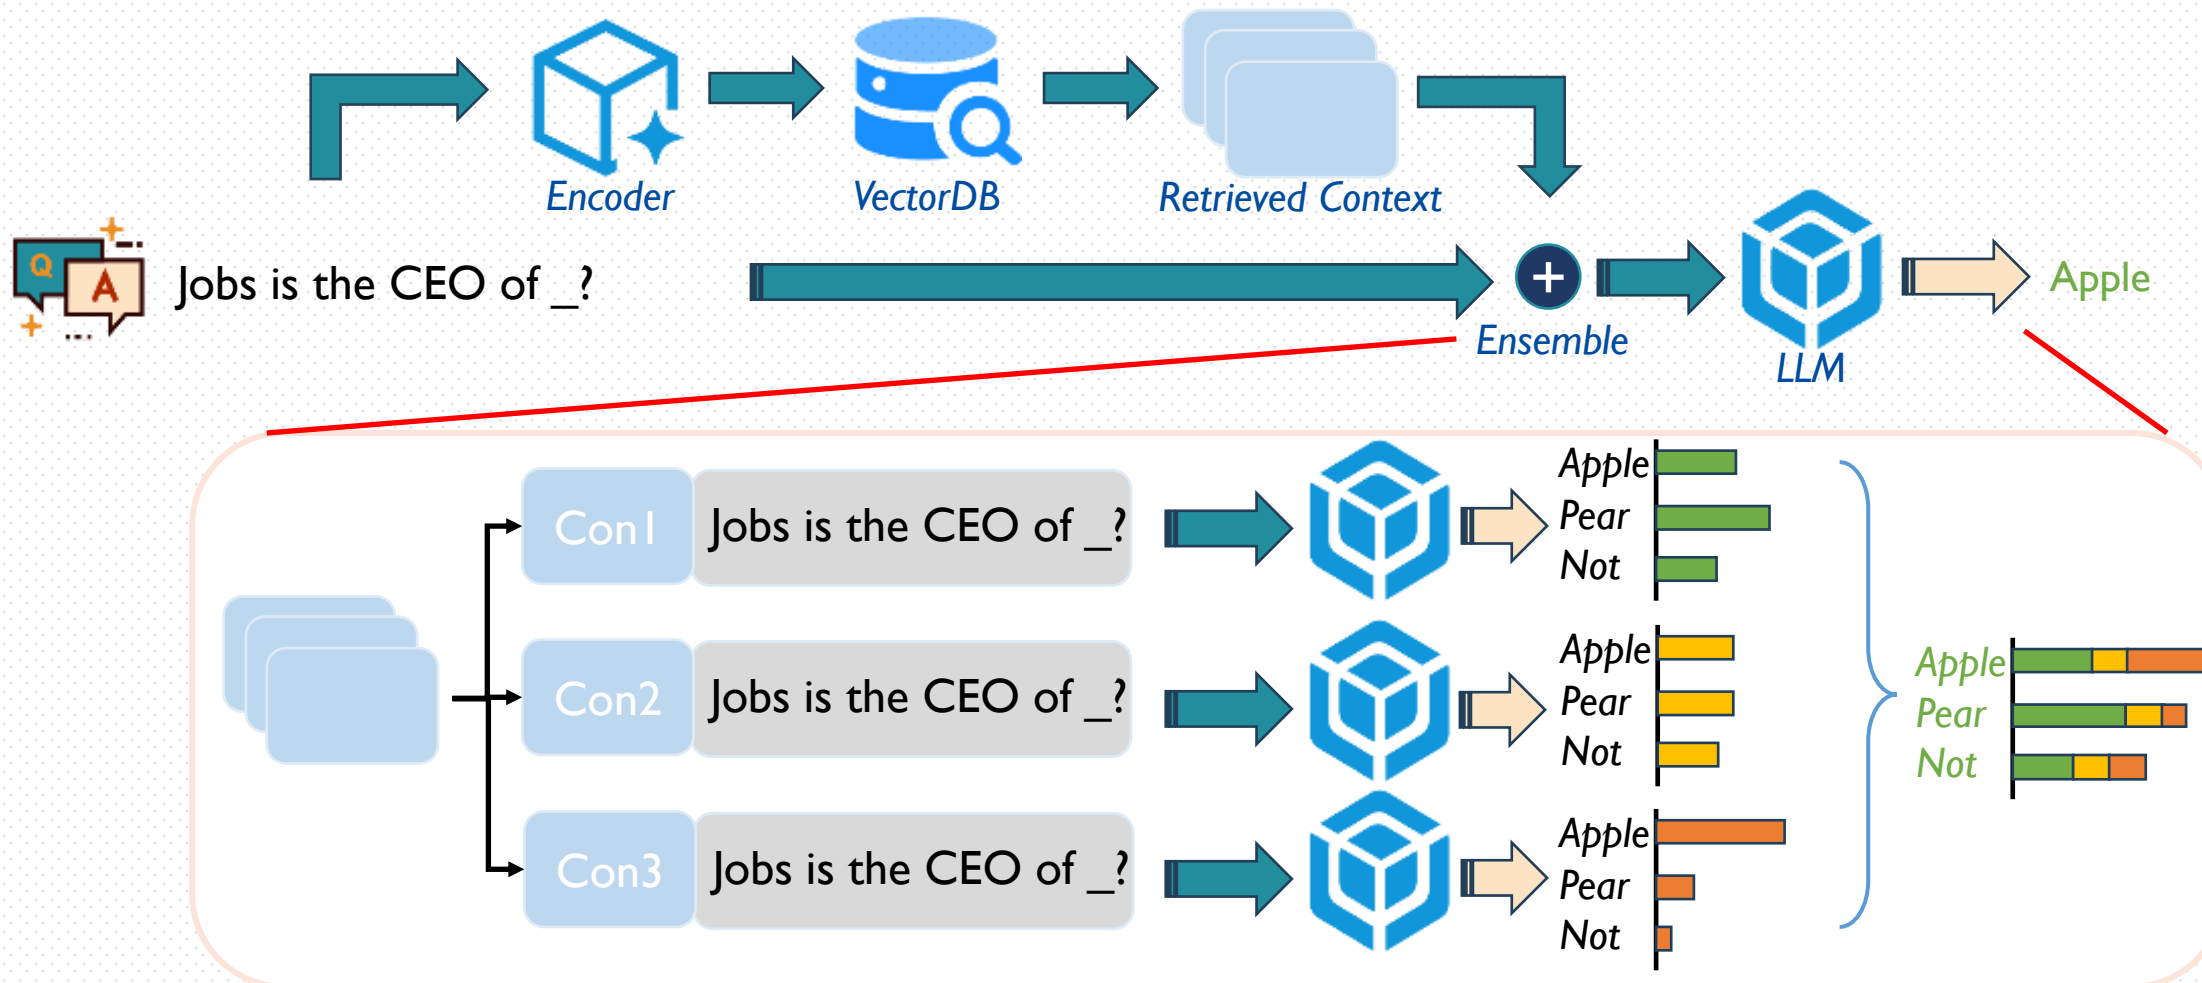 Encoder
VectorDB
Retrieved Context
Q
A
Jobs is the CEO of _?
+
Ensemble
LLM
Apple
Con1
Jobs is the CEO of _?
Apple
Pear
Not
Con2
Jobs is the CEO of _?
Apple
Pear
Not
Con3
Jobs is the CEO of _?
Apple
Pear
Not
Apple
Pear
Not